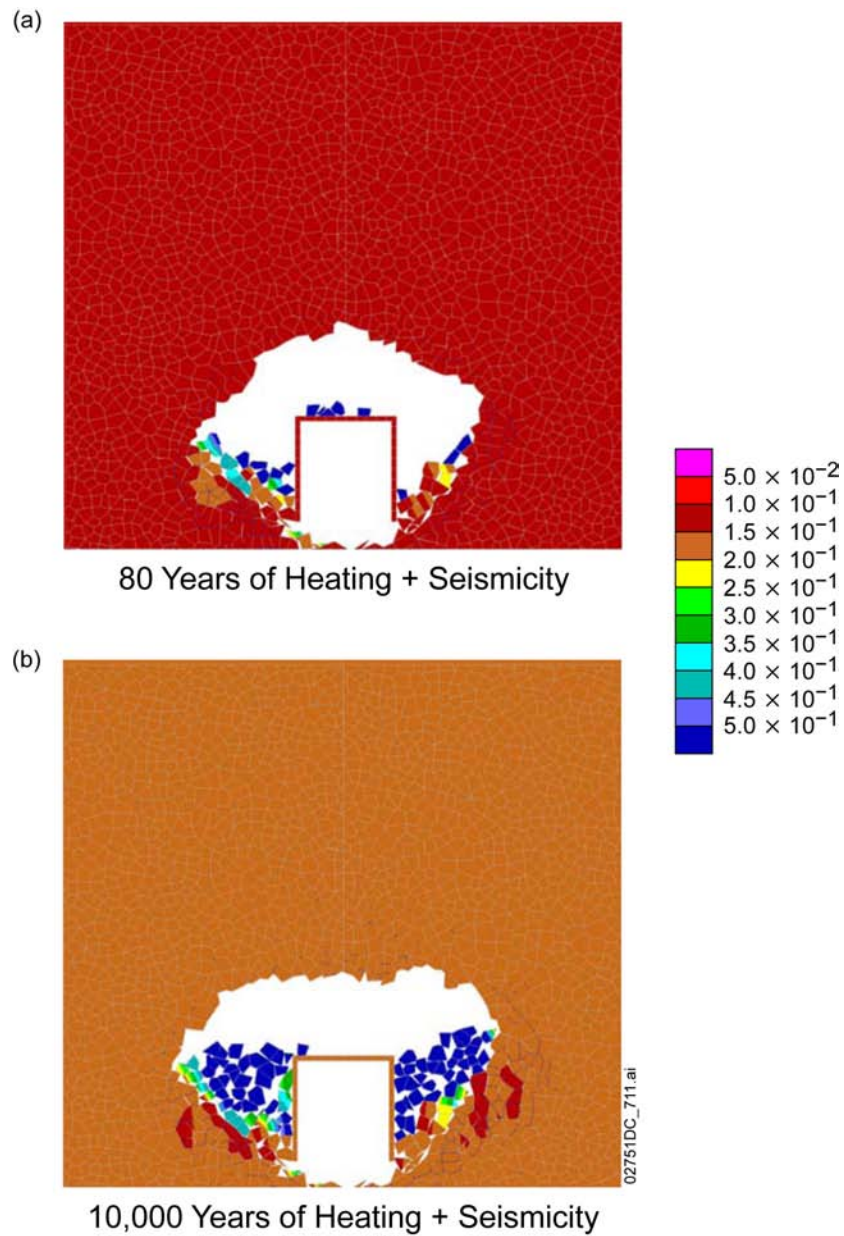 (a)
80 Years of Heating + Seismicity
5.0 × 10⁻²
1.0 × 10⁻¹
1.5 × 10⁻¹
2.0 × 10⁻¹
2.5 × 10⁻¹
3.0 × 10⁻¹
3.5 × 10⁻¹
4.0 × 10⁻¹
4.5 × 10⁻¹
5.0 × 10⁻¹
(b)
02751DC_711.ai
10,000 Years of Heating + Seismicity